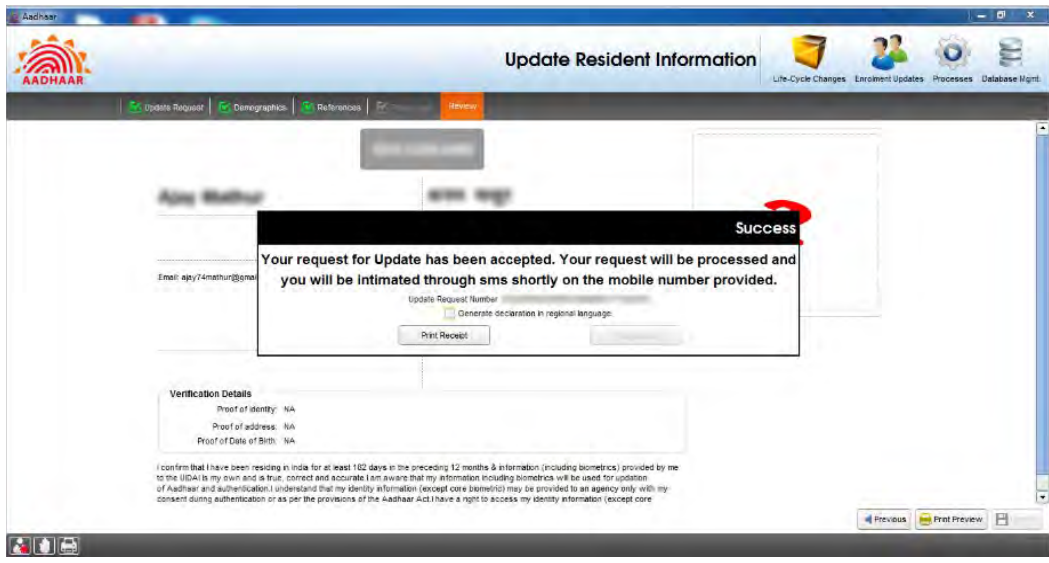 Aadhaar
AADHAAR
Update Resident Information
Life-Cycle Changes
Enrolment Updates
Processes
Database Mgmt.
Update Request
Demographics
References
Review
Success
Your request for Update has been accepted. Your request will be processed and
you will be intimated through sms shortly on the mobile number provided.
Update Request Number
Generate declaration in regional language
Print Receipt
Email:
Verification Details
Proof of identity: NA
Proof of address: NA
Proof of Date of Birth: NA
I confirm that I have been residing in India for at least 182 days in the preceding 12 months & information (including biometrics) provided by me
to the UIDAI is my own and is true, correct and accurate I am aware that my information including biometrics will be used for updation
of Aadhaar and authentication. I understand that my identity information (except core biometric) may be provided to an agency only with my
consent during authentication or as per the provisions of the Aadhaar Act.I have a right to access my identity information (except core
Previous
Print Preview